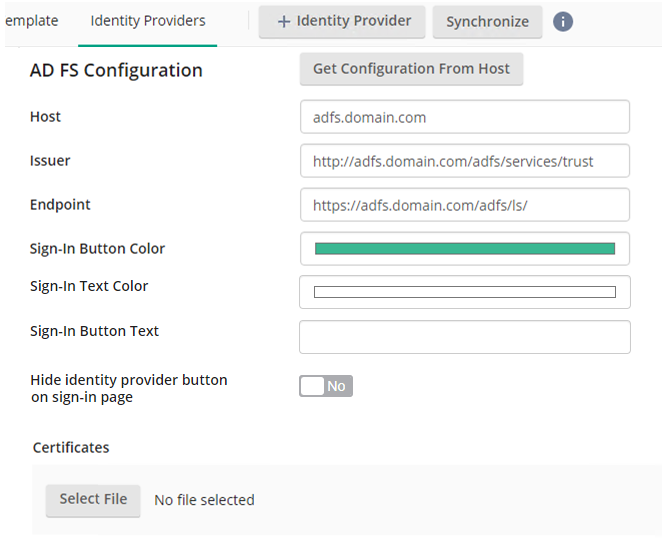 emplate Identity Providers + Identity Provider Synchronize i
AD FS Configuration Get Configuration From Host
Host adfs.domain.com
Issuer http://adfs.domain.com/adfs/services/trust
Endpoint https://adfs.domain.com/adfs/ls/
Sign-In Button Color
Sign-In Text Color
Sign-In Button Text
Hide identity provider button
on sign-in page No
Certificates
Select File No file selected